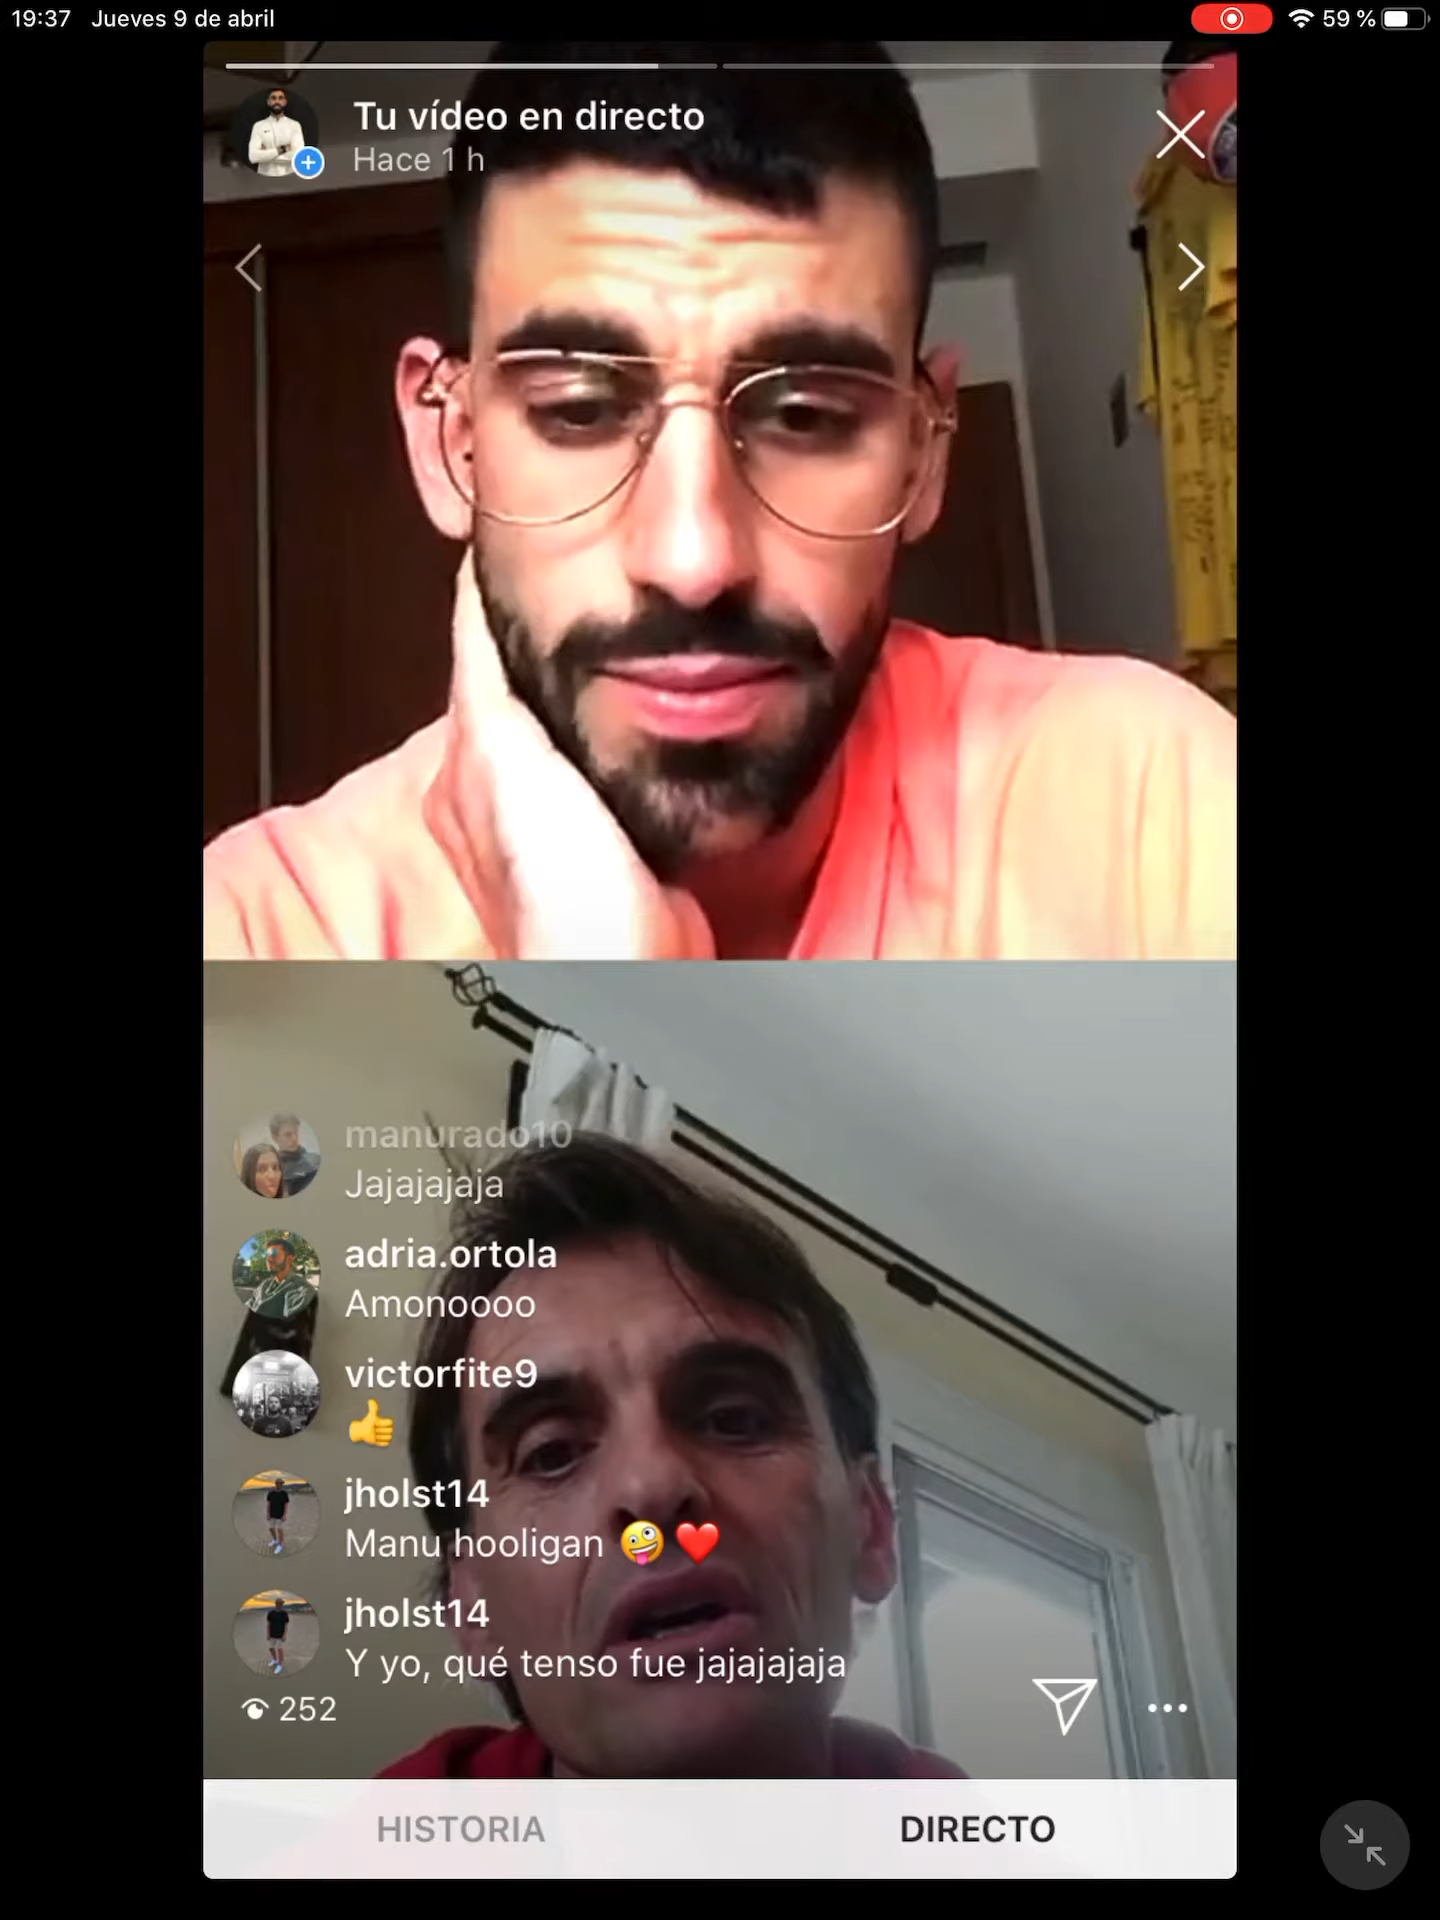 19:37 Jueves 9 de abril
59 %
Tu vídeo en directo
Hace 1 h
manurado10
Jajajajaja
adria.ortola
Amonoooo
victorfite9
👍
jholst14
Manu hooligan 🤪❤️
jholst14
Y yo, qué tenso fue jajajajaja
252
HISTORIA
DIRECTO